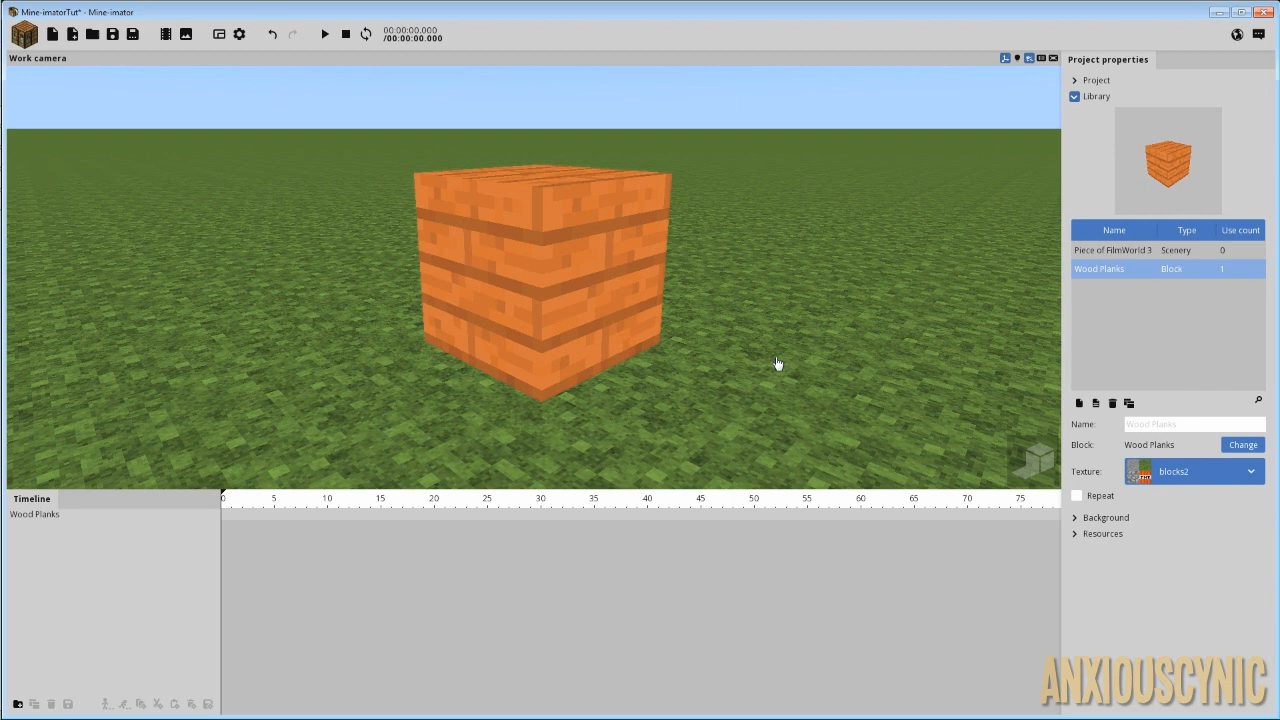 Mine-imatorTut* - Mine-imator
00:00:00.000
/00:00:00.000
Work camera
Project properties
Project
Library
Name Type Use count
Piece of FilmWorld 3 Scenery 0
Wood Planks Block 1
Name: Wood Planks
Block: Wood Planks Change
Texture: blocks2
Repeat
Background
Resources
Timeline
0 5 10 15 20 25 30 35 40 45 50 55 60 65 70 75
Wood Planks
ANXIOUSCYNIC